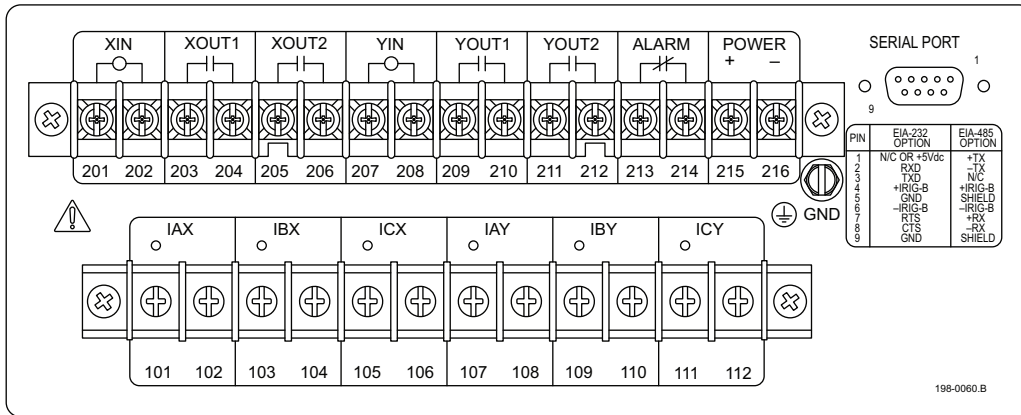 XIN XOUT1 XOUT2 YIN YOUT1 YOUT2 ALARM POWER
+ –
201 202 203 204 205 206 207 208 209 210 211 212 213 214 215 216
GND
SERIAL PORT
1
9
PIN EIA-232 OPTION EIA-485 OPTION
1 N/C OR +5Vdc +TX
2 RXD –TX
3 TXD N/C
4 +IRIG-B +IRIG-B
5 GND SHIELD
6 –IRIG-B –IRIG-B
7 RTS +RX
8 CTS –RX
9 GND SHIELD
IAX IBX ICX IAY IBY ICY
101 102 103 104 105 106 107 108 109 110 111 112
198-0060.B